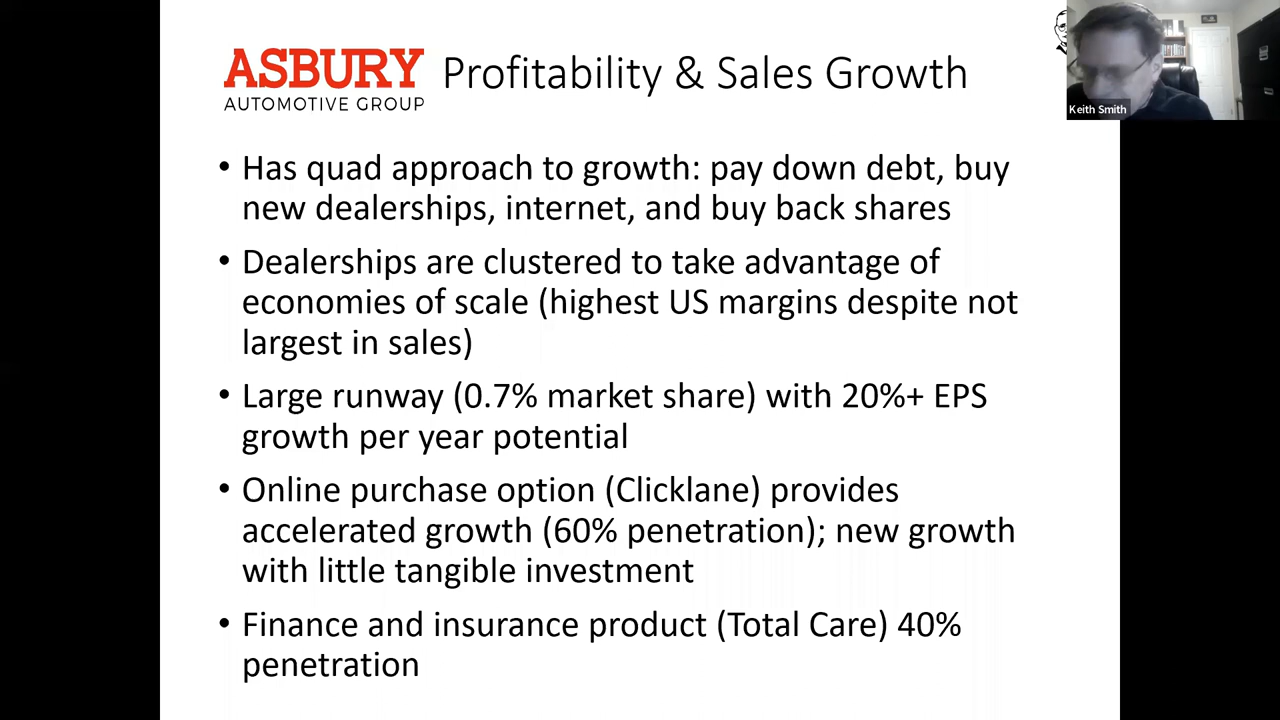 ASBURY
AUTOMOTIVE GROUP
Profitability & Sales Growth
Keith Smith
• Has quad approach to growth: pay down debt, buy
new dealerships, internet, and buy back shares
• Dealerships are clustered to take advantage of
economies of scale (highest US margins despite not
largest in sales)
• Large runway (0.7% market share) with 20%+ EPS
growth per year potential
• Online purchase option (Clicklane) provides
accelerated growth (60% penetration); new growth
with little tangible investment
• Finance and insurance product (Total Care) 40%
penetration